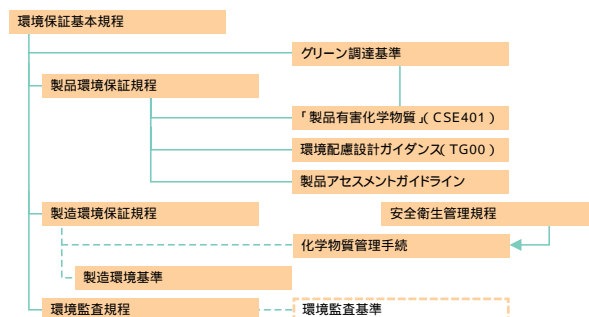 環境保証基本規程
グリーン調達基準
製品環境保証規程
「製品有害化学物質」(CSE401)
環境配慮設計ガイダンス(TG00)
製品アセスメントガイドライン
製造環境保証規程
安全衛生管理規程
化学物質管理手続
製造環境基準
環境監査規程
環境監査基準